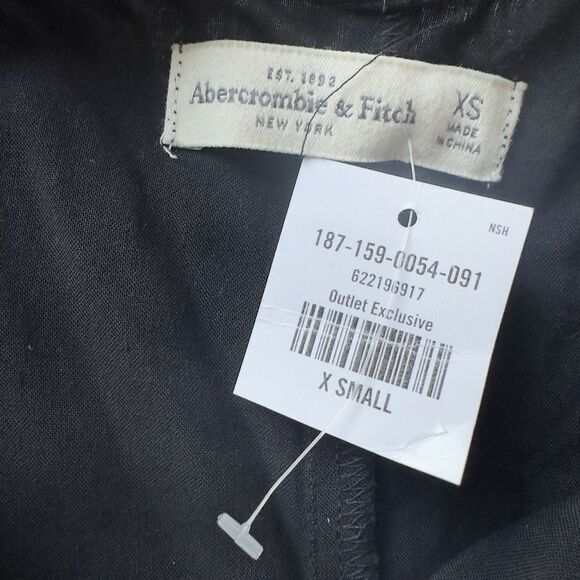 EST. 1892
Abercrombie & Fitch
NEW YORK
XS
MADE
IN CHINA
NSH
187-159-0054-091
622196917
Outlet Exclusive
X SMALL